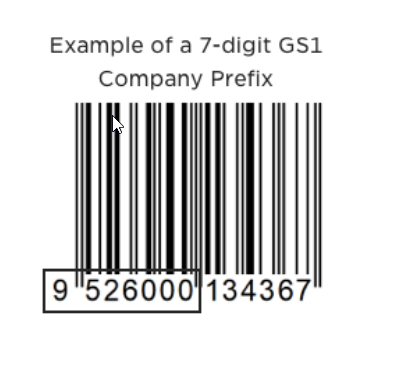 Example of a 7-digit GS1
Company Prefix
9 526000 134367